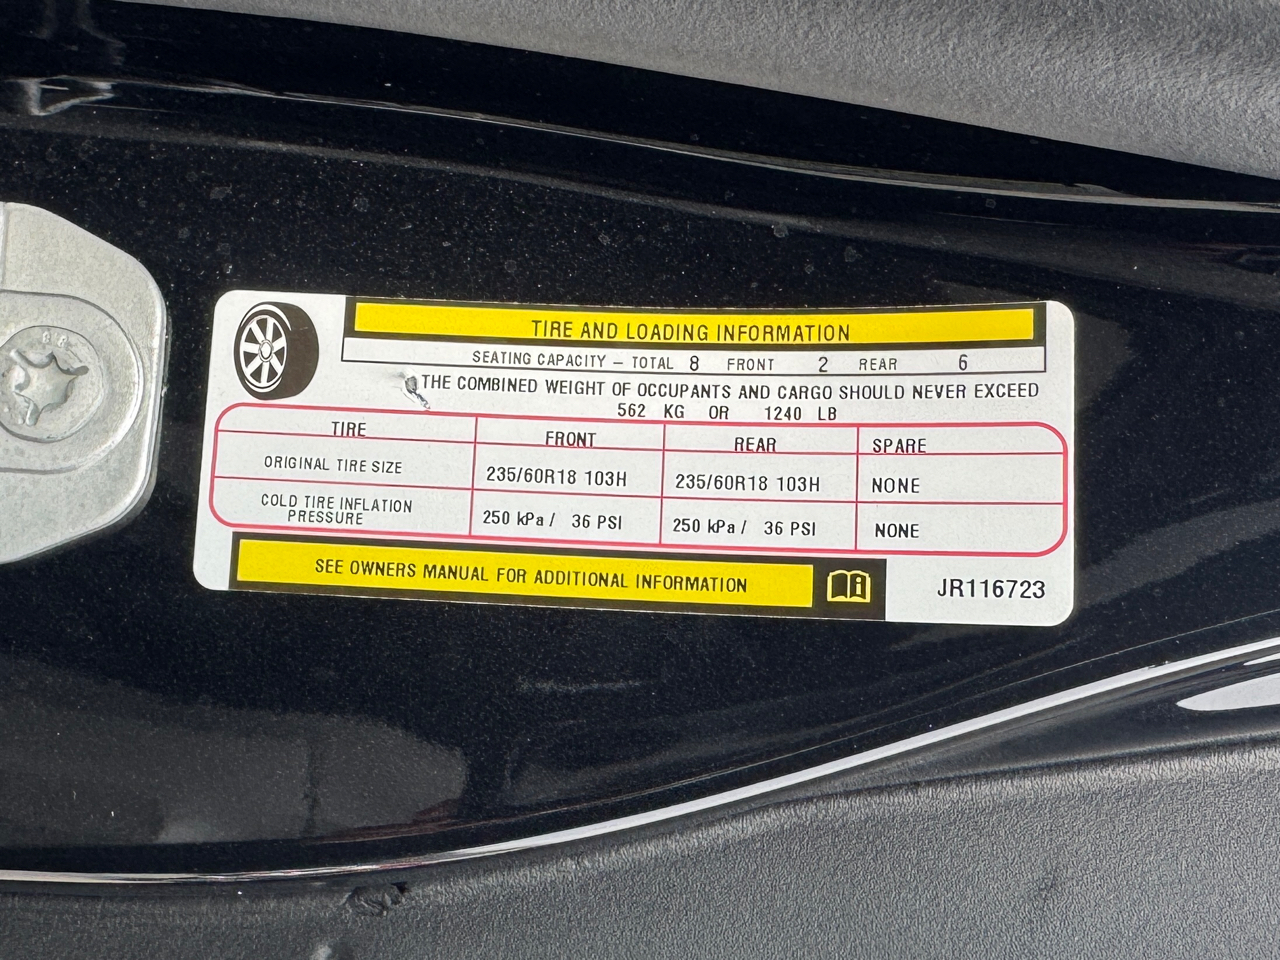 TIRE AND LOADING INFORMATION
SEATING CAPACITY – TOTAL 8 FRONT 2 REAR 6
THE COMBINED WEIGHT OF OCCUPANTS AND CARGO SHOULD NEVER EXCEED
562 KG OR 1240 LB
TIRE FRONT REAR SPARE
ORIGINAL TIRE SIZE 235/60R18 103H 235/60R18 103H NONE
COLD TIRE INFLATION
PRESSURE 250 kPa / 36 PSI 250 kPa / 36 PSI NONE
SEE OWNERS MANUAL FOR ADDITIONAL INFORMATION i
JR116723